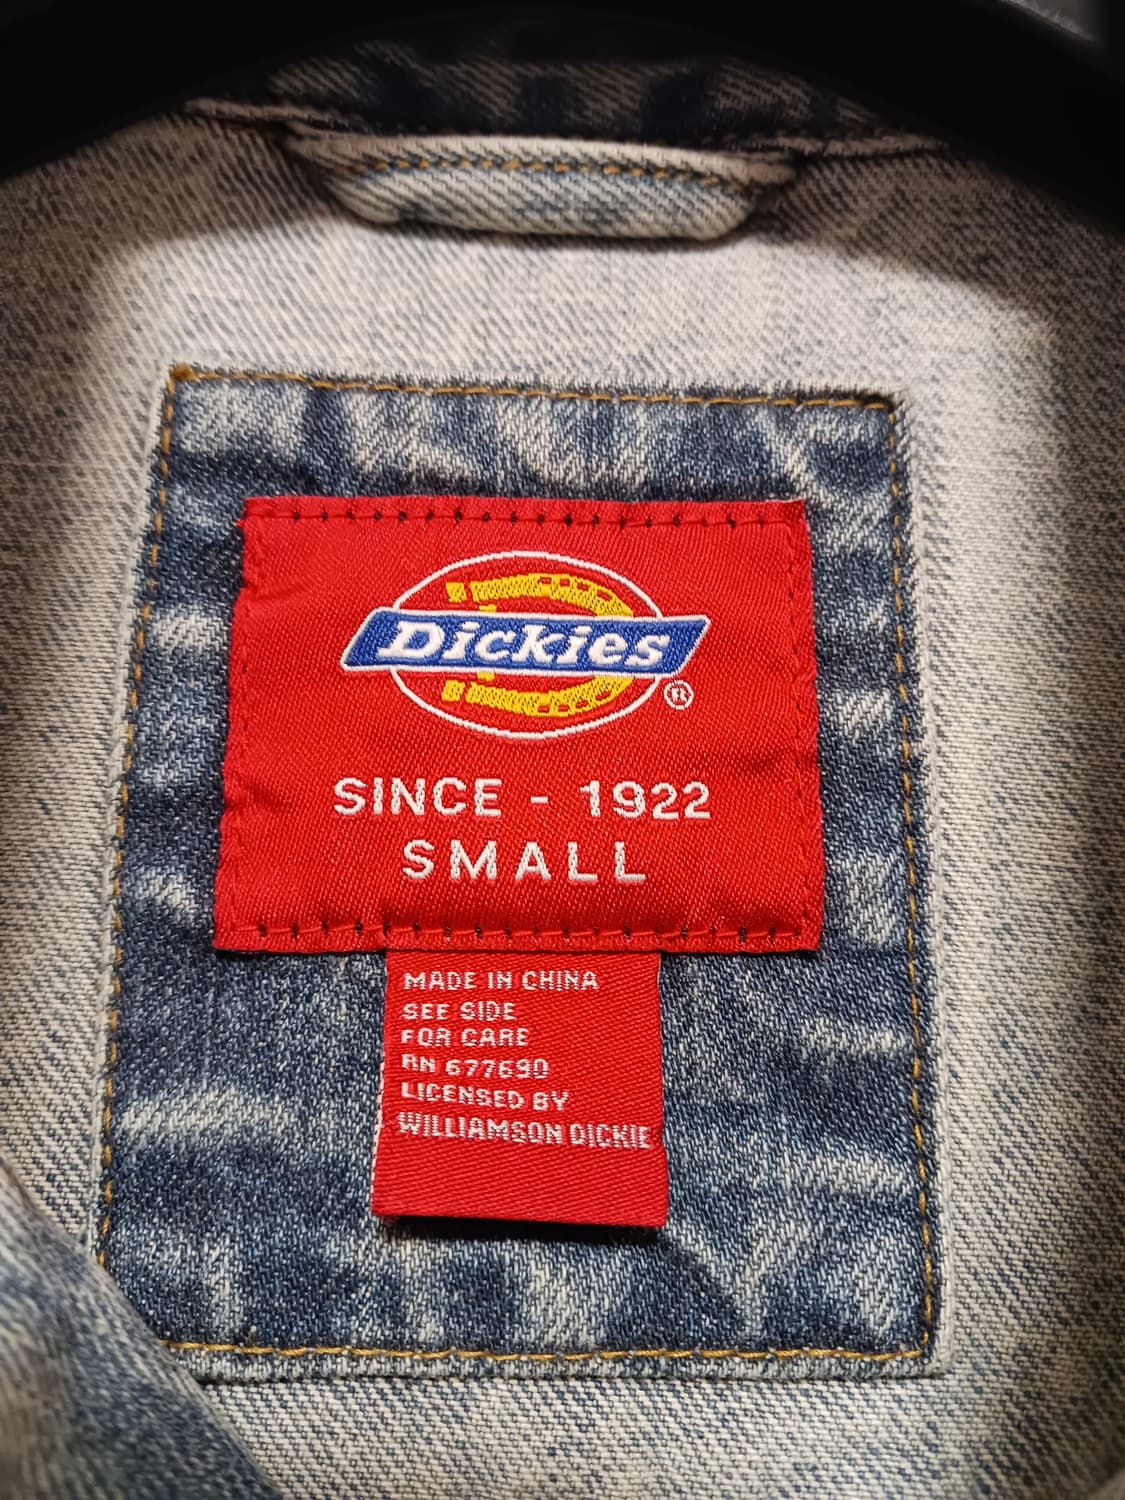 Dickies
®
SINCE - 1922
SMALL
MADE IN CHINA
SEE SIDE
FOR CARE
RN 677690
LICENSED BY
WILLIAMSON DICKIE